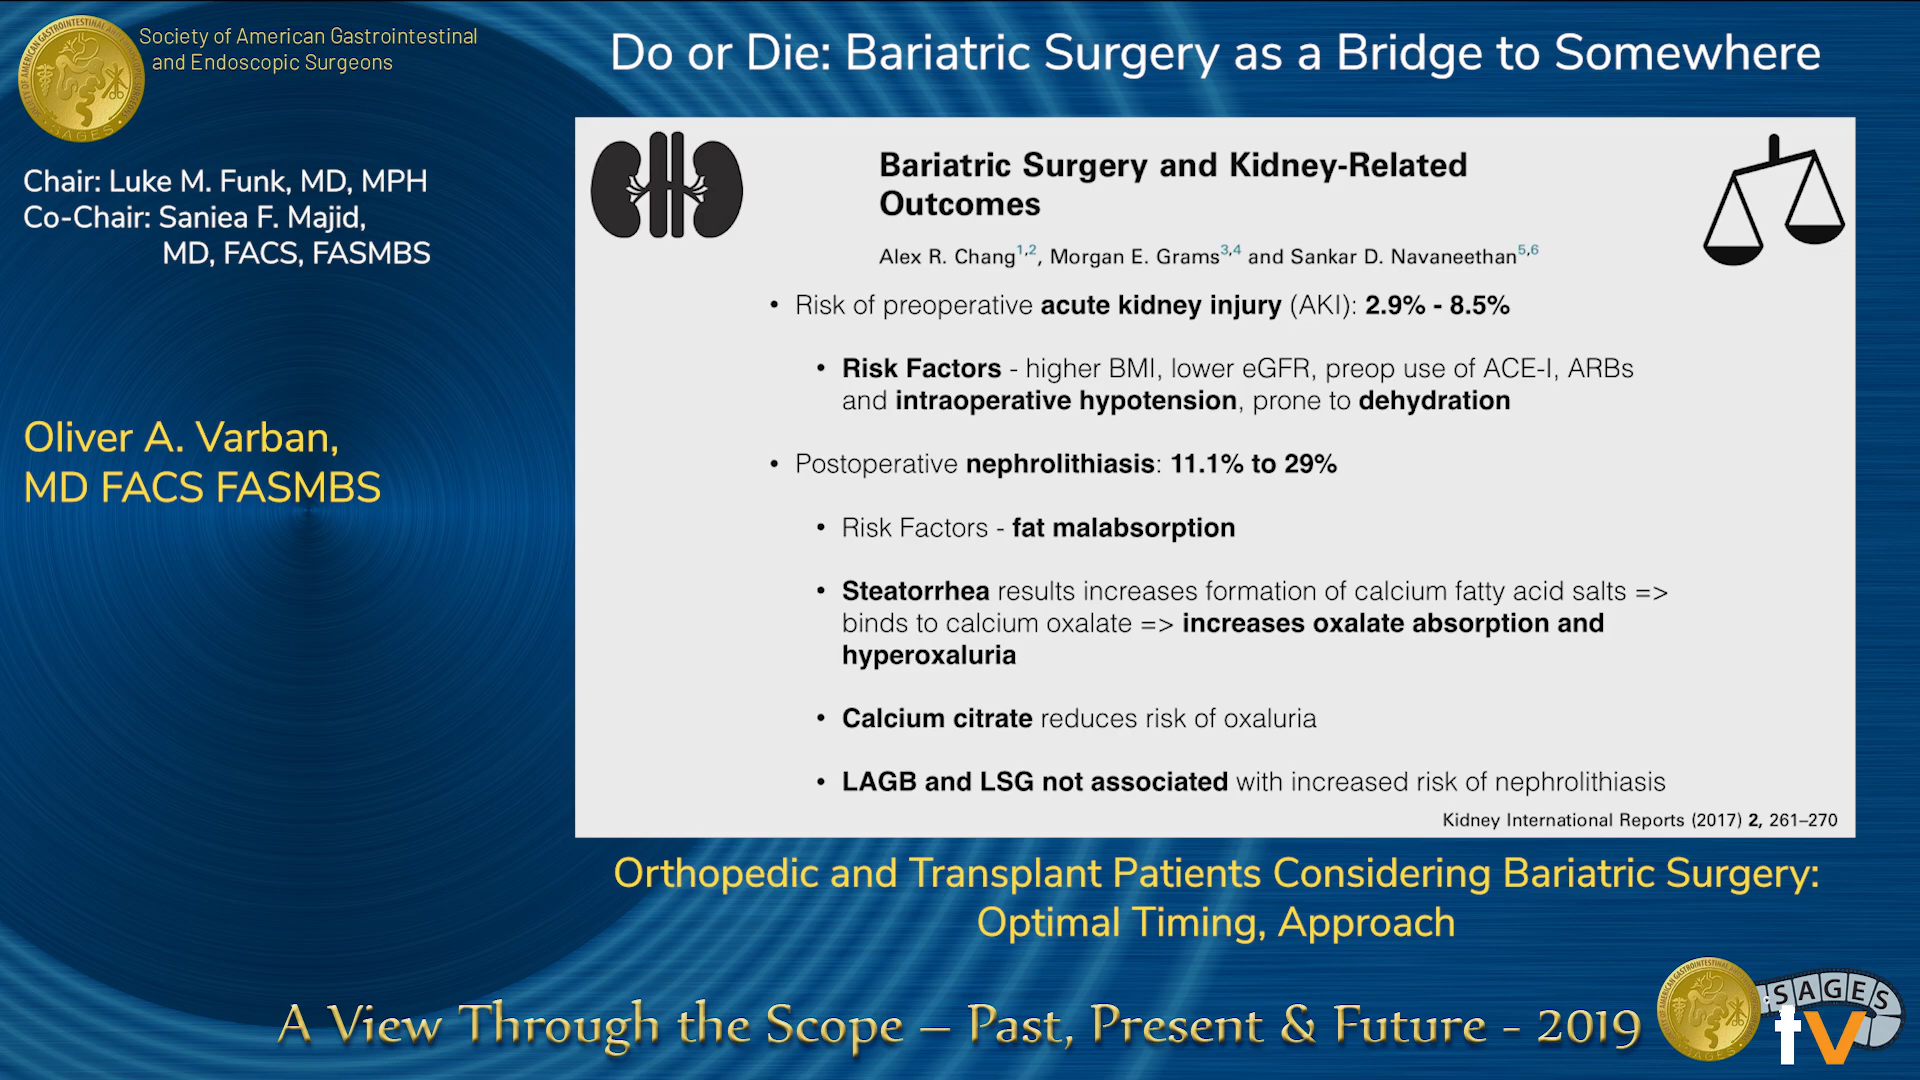 Society of American Gastrointestinal
and Endoscopic Surgeons
Do or Die: Bariatric Surgery as a Bridge to Somewhere
Chair: Luke M. Funk, MD, MPH
Co-Chair: Saniea F. Majid,
MD, FACS, FASMBS
Oliver A. Varban,
MD FACS FASMBS
Bariatric Surgery and Kidney-Related
Outcomes
Alex R. Chang1,2, Morgan E. Grams3,4 and Sankar D. Navaneethan5,6
• Risk of preoperative acute kidney injury (AKI): 2.9% - 8.5%
• Risk Factors - higher BMI, lower eGFR, preop use of ACE-I, ARBs
and intraoperative hypotension, prone to dehydration
• Postoperative nephrolithiasis: 11.1% to 29%
• Risk Factors - fat malabsorption
• Steatorrhea results increases formation of calcium fatty acid salts =>
binds to calcium oxalate => increases oxalate absorption and
hyperoxaluria
• Calcium citrate reduces risk of oxaluria
• LAGB and LSG not associated with increased risk of nephrolithiasis
Kidney International Reports (2017) 2, 261–270
Orthopedic and Transplant Patients Considering Bariatric Surgery:
Optimal Timing, Approach
A View Through the Scope – Past, Present & Future - 2019
SAGES
tv